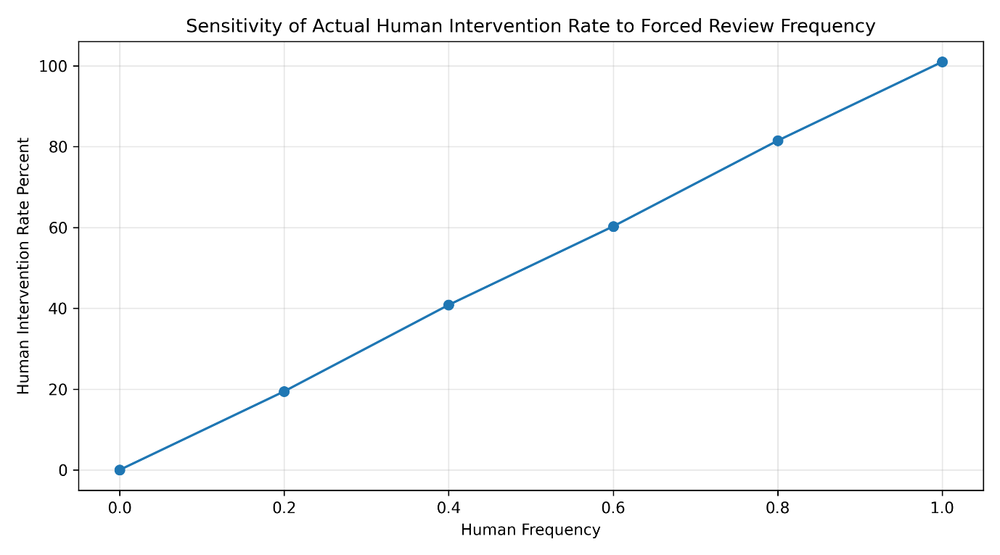 Sensitivity of Actual Human Intervention Rate to Forced Review Frequency
Human Intervention Rate Percent
100
80
60
40
20
0
0.0 0.2 0.4 0.6 0.8 1.0
Human Frequency